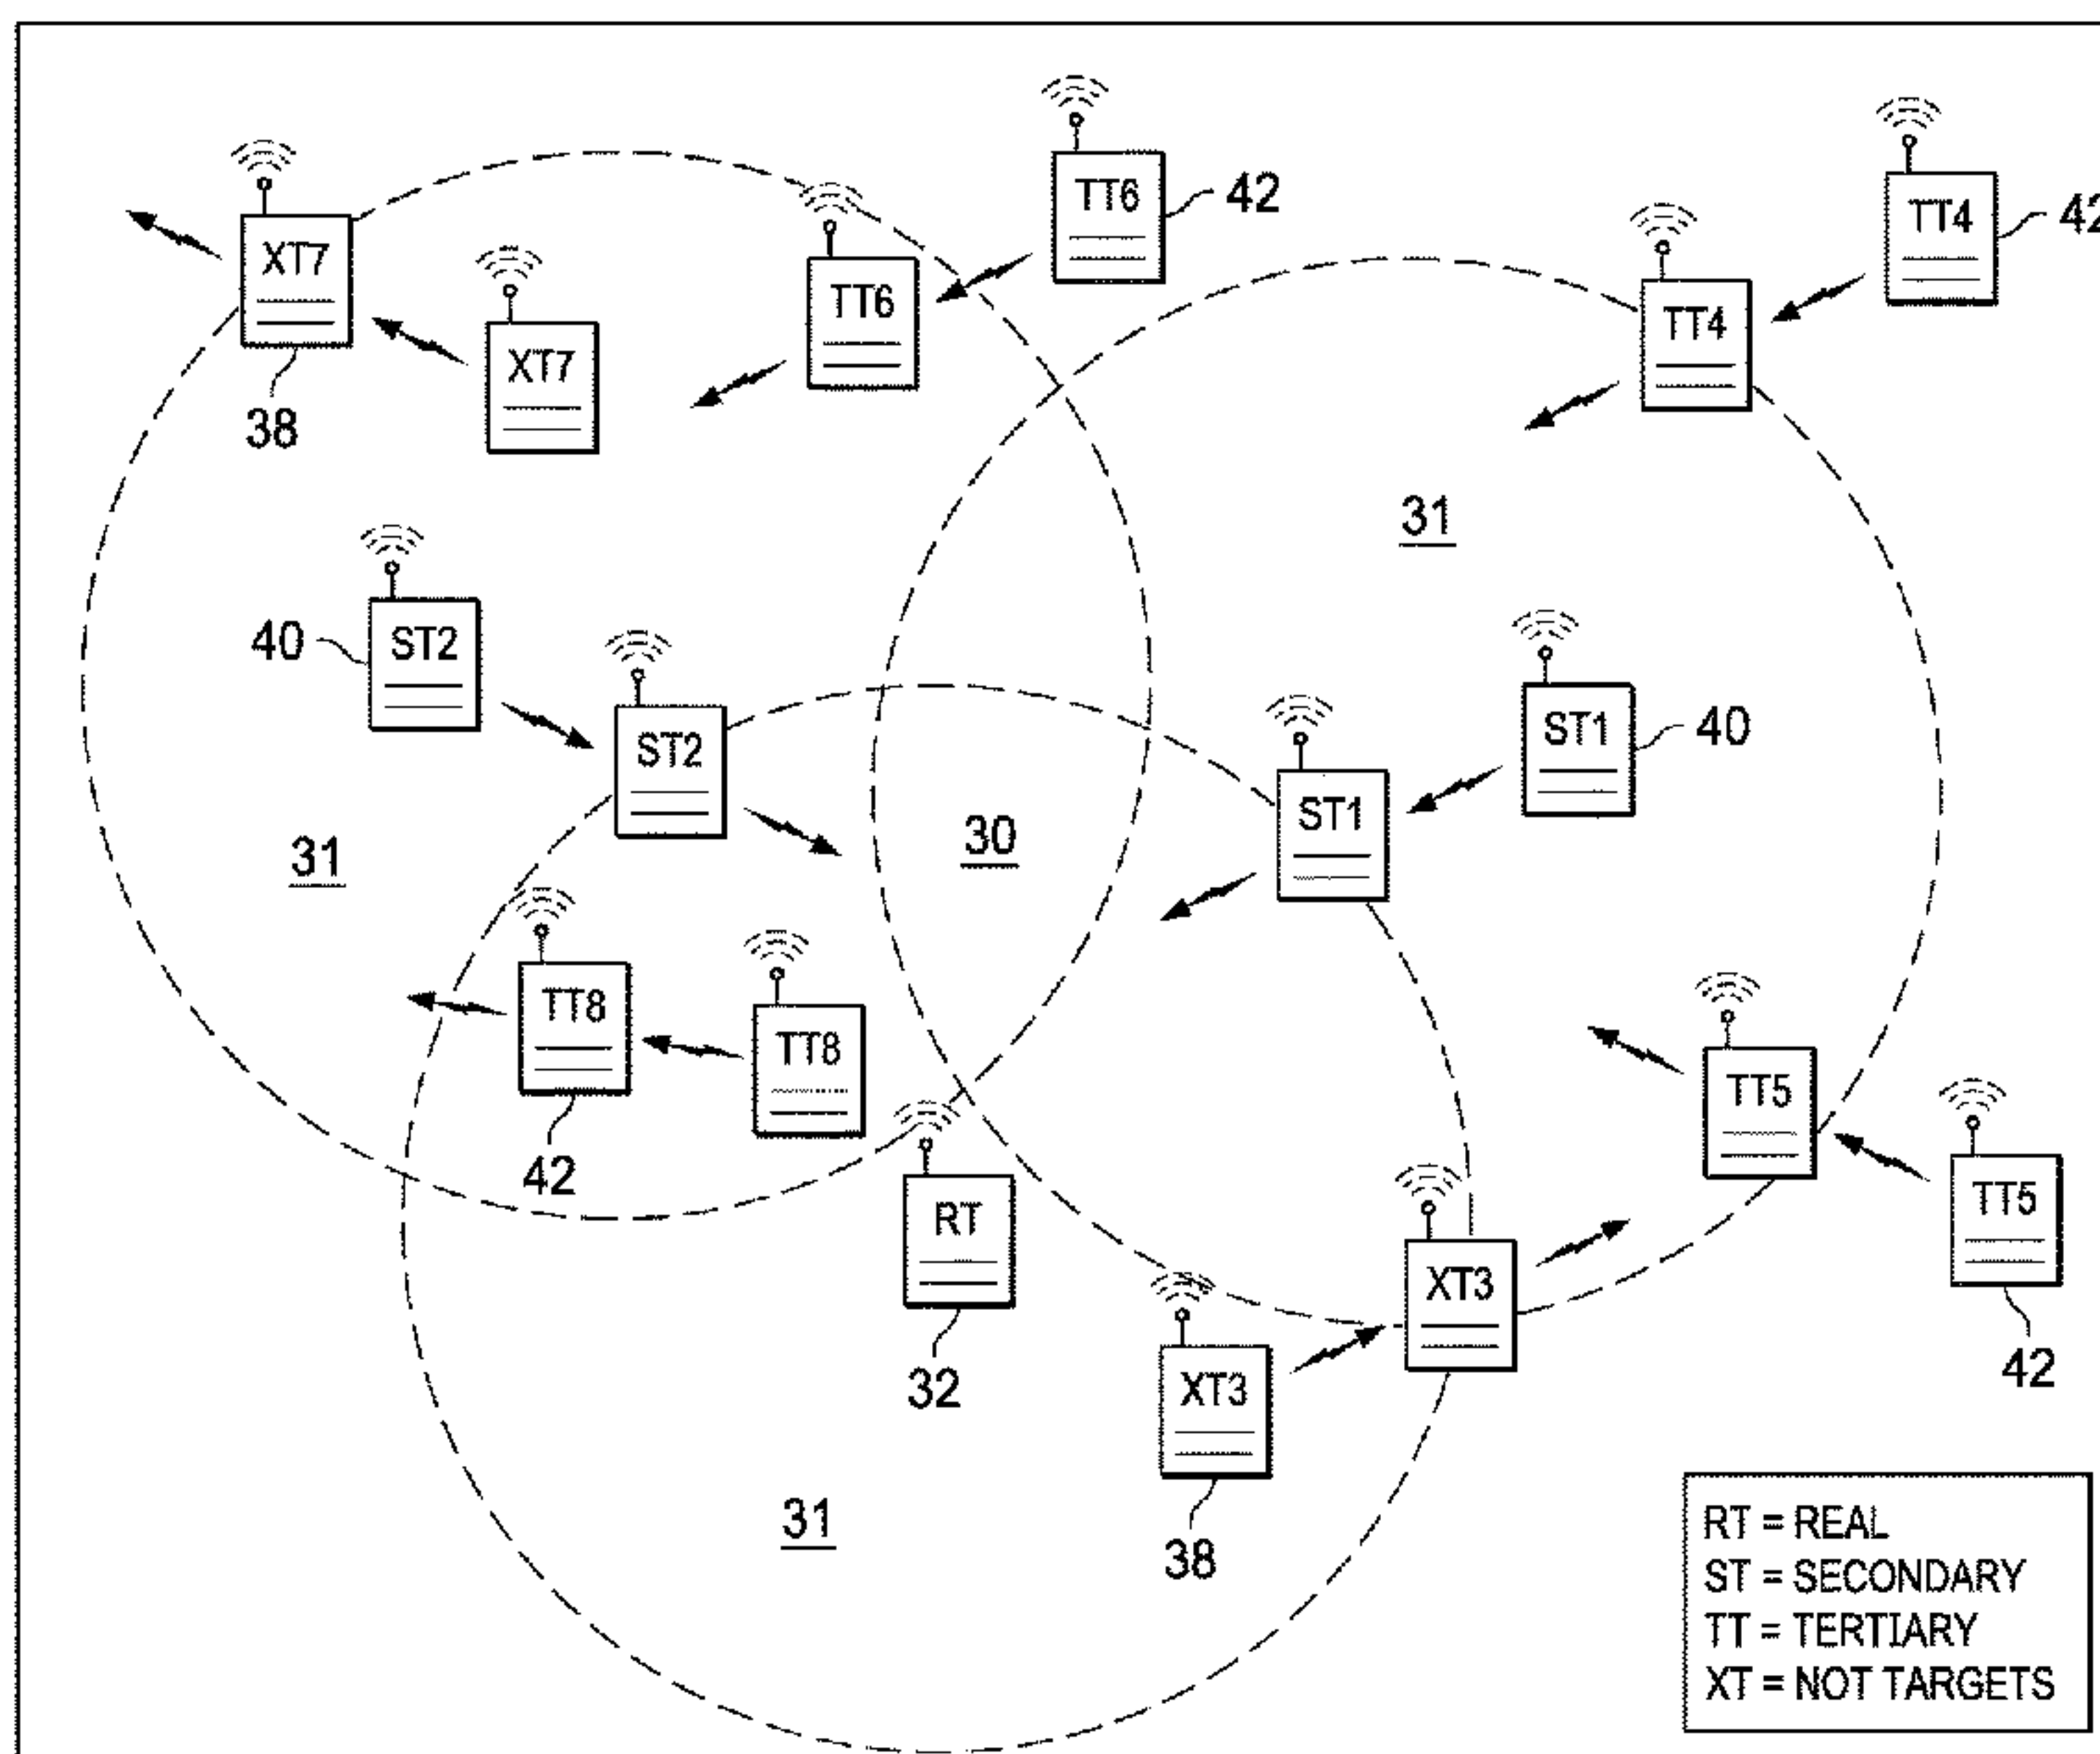 TT6
42
TT4
42
XT7
TT6
TT4
XT7
38
31
ST2
40
ST1
40
ST2
ST1
30
31
TT8
TT8
TT5
42
TT5
RT
XT3
32
XT3
42
31
38
RT = REAL
ST = SECONDARY
TT = TERTIARY
XT = NOT TARGETS